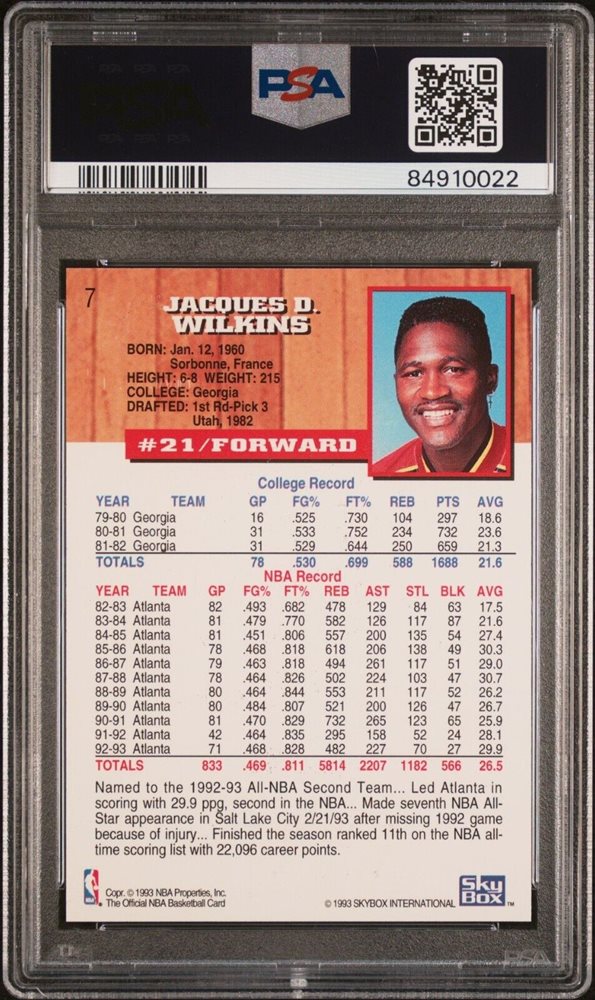 PSA
84910022
7
JACQUES D.
WILKINS
BORN: Jan. 12, 1960
Sorbonne, France
HEIGHT: 6-8 WEIGHT: 215
COLLEGE: Georgia
DRAFTED: 1st Rd-Pick 3
Utah, 1982
#21/FORWARD
College Record
YEAR TEAM GP FG% FT% REB PTS AVG
79-80 Georgia 16 .525 .730 104 297 18.6
80-81 Georgia 31 .533 .752 234 732 23.6
81-82 Georgia 31 .529 .644 250 659 21.3
TOTALS 78 .530 .699 588 1688 21.6
NBA Record
YEAR TEAM GP FG% FT% REB AST STL BLK AVG
82-83 Atlanta 82 .493 .682 478 129 84 63 17.5
83-84 Atlanta 81 .479 .770 582 126 117 87 21.6
84-85 Atlanta 81 .451 .806 557 200 135 54 27.4
85-86 Atlanta 78 .468 .818 618 206 138 49 30.3
86-87 Atlanta 79 .463 .818 494 261 117 51 29.0
87-88 Atlanta 78 .464 .826 502 224 103 47 30.7
88-89 Atlanta 80 .464 .844 553 211 117 52 26.2
89-90 Atlanta 80 .484 .807 521 200 126 47 26.7
90-91 Atlanta 81 .470 .829 732 265 123 65 25.9
91-92 Atlanta 42 .464 .835 295 158 52 24 28.1
92-93 Atlanta 71 .468 .828 482 227 70 27 29.9
TOTALS 833 .469 .811 5814 2207 1182 566 26.5
Named to the 1992-93 All-NBA Second Team... Led Atlanta in
scoring with 29.9 ppg, second in the NBA... Made seventh NBA All-
Star appearance in Salt Lake City 2/21/93 after missing 1992 game
because of injury... Finished the season ranked 11th on the NBA all-
time scoring list with 22,096 career points.
Copr. © 1993 NBA Properties, Inc.
The Official NBA Basketball Card
© 1993 SKYBOX INTERNATIONAL
Sky
Box
TM